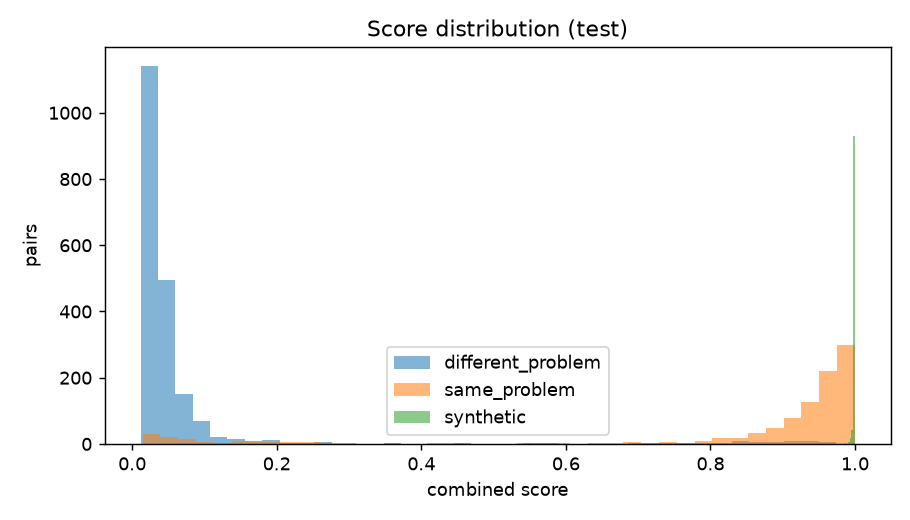 Score distribution (test)
pairs
1000
800
600
400
200
0
different_problem
same_problem
synthetic
0.0 0.2 0.4 0.6 0.8 1.0
combined score